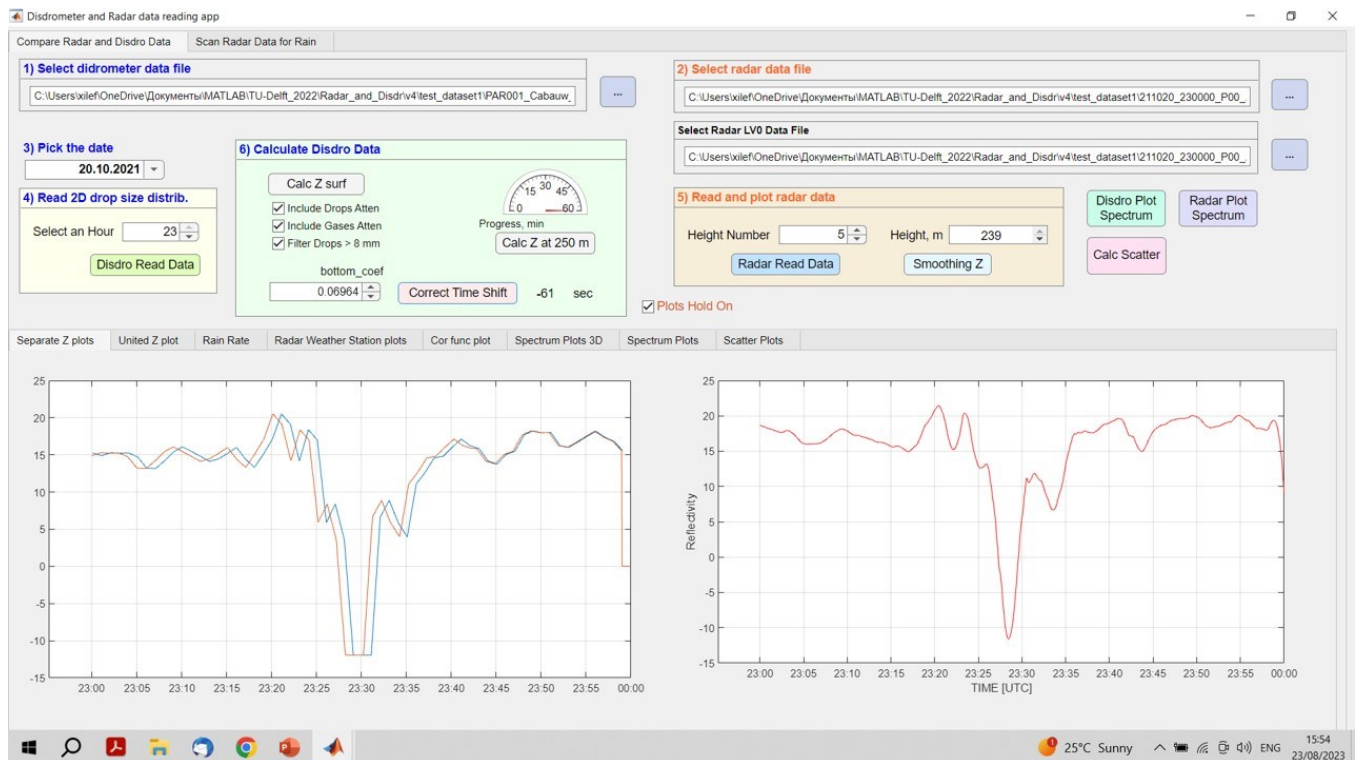 Disdrometer and Radar data reading app
Compare Radar and Disdro Data Scan Radar Data for Rain
1) Select didrometer data file
C:\Users\xilef\OneDrive\Документы\MATLAB\TU-Delft_2022\Radar_and_Disdr\v4\test_dataset1\PAR001_Cabauw_
...
2) Select radar data file
C:\Users\xilef\OneDrive\Документы\MATLAB\TU-Delft_2022\Radar_and_Disdr\v4\test_dataset1\211020_230000_P00_
...
Select Radar LV0 Data File
C:\Users\xilef\OneDrive\Документы\MATLAB\TU-Delft_2022\Radar_and_Disdr\v4\test_dataset1\211020_230000_P00_
...
3) Pick the date
20.10.2021
4) Read 2D drop size distrib.
Select an Hour 23
Disdro Read Data
6) Calculate Disdro Data
Calc Z surf
Include Drops Atten
Include Gases Atten
Filter Drops > 8 mm
0 15 30 45 60
Progress, min
Calc Z at 250 m
bottom_coef
0.06964
Correct Time Shift -61 sec
5) Read and plot radar data
Height Number 5 Height, m 239
Radar Read Data Smoothing Z
Disdro Plot
Spectrum
Radar Plot
Spectrum
Calc Scatter
Plots Hold On
Separate Z plots United Z plot Rain Rate Radar Weather Station plots Cor func plot Spectrum Plots 3D Spectrum Plots Scatter Plots
25
20
15
10
5
0
-5
-10
-15
23:00 23:05 23:10 23:15 23:20 23:25 23:30 23:35 23:40 23:45 23:50 23:55 00:00
Reflectivity
25
20
15
10
5
0
-5
-10
-15
23:00 23:05 23:10 23:15 23:20 23:25 23:30 23:35 23:40 23:45 23:50 23:55 00:00
TIME [UTC]
1
25°C Sunny ENG
15:54
23/08/2023